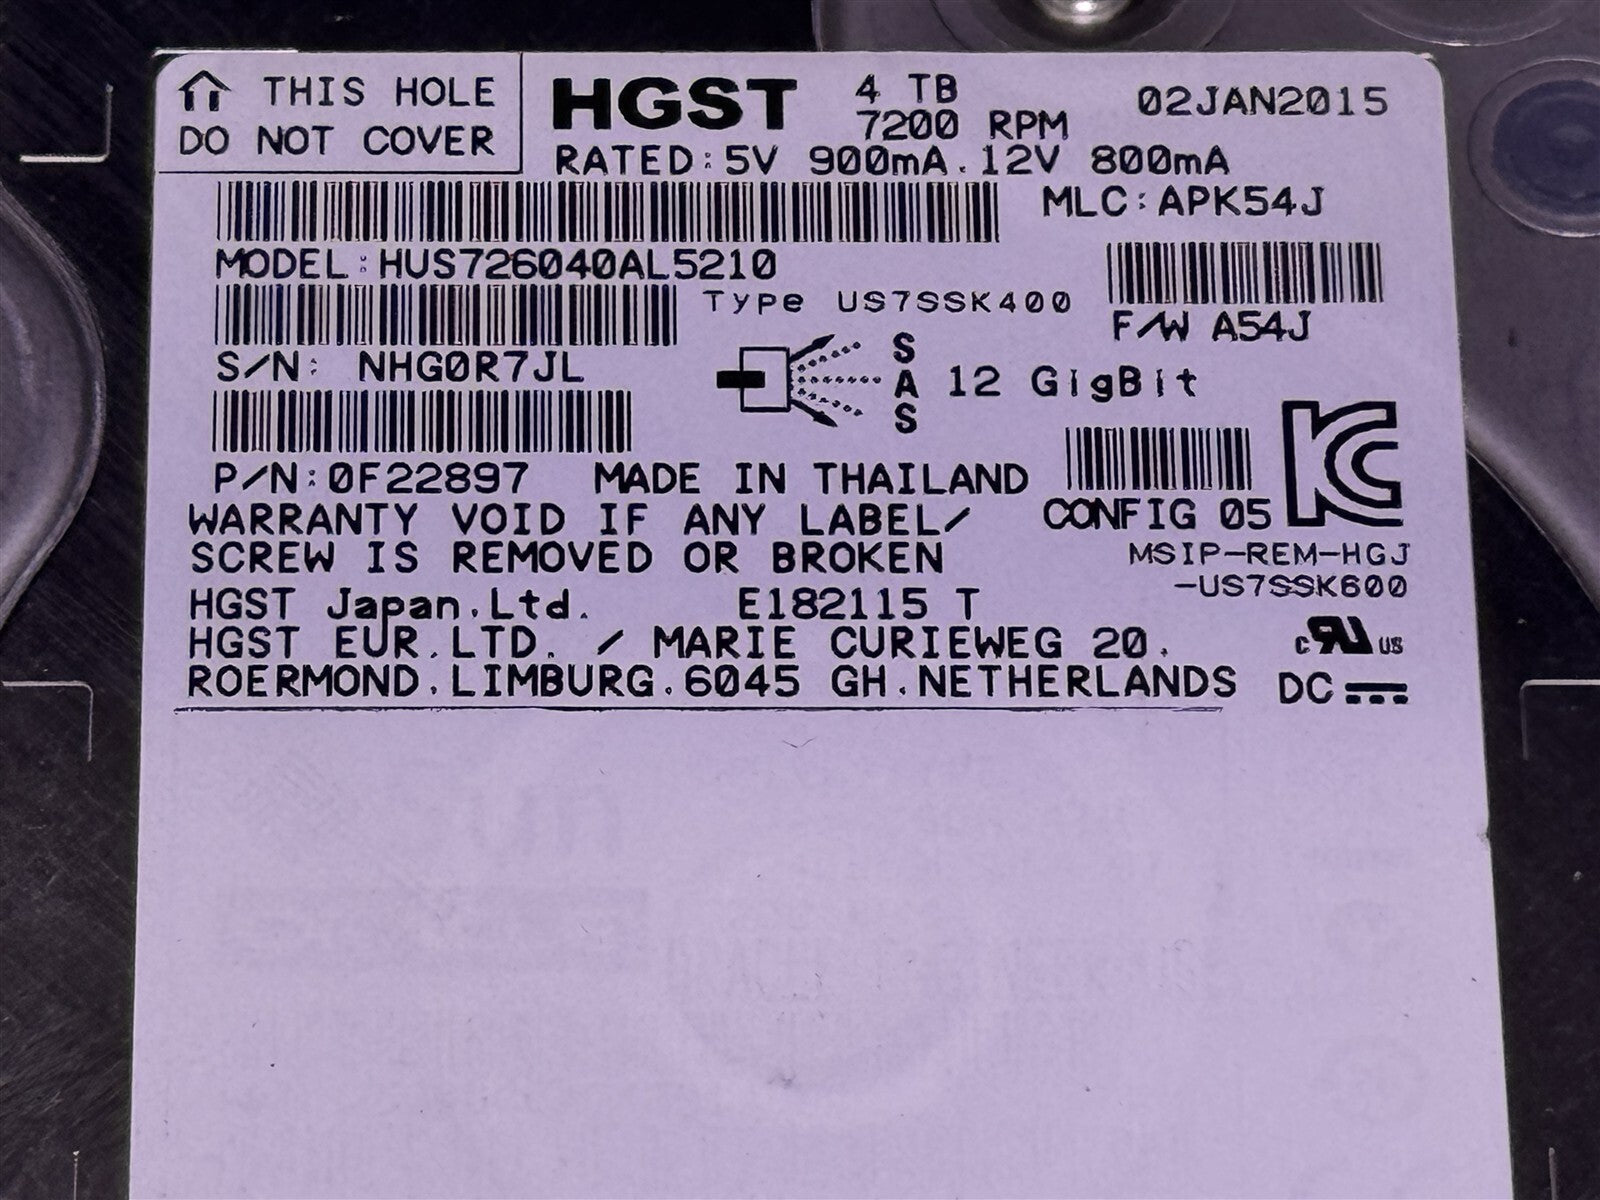 THIS HOLE
DO NOT COVER
HGST
4 TB
7200 RPM
02JAN2015
RATED:5V 900mA.12V 800mA
MLC:APK54J
MODEL:HUS726040AL5210
Type US7SSK400
F/W A54J
S/N: NHG0R7JL
SAS 12 GigBit
P/N:0F22897 MADE IN THAILAND
WARRANTY VOID IF ANY LABEL/
SCREW IS REMOVED OR BROKEN
CONFIG 05
MSIP-REM-HGJ
-US7SSK600
HGST Japan,Ltd. E182115 T
HGST EUR.LTD. / MARIE CURIEWEG 20.
ROERMOND.LIMBURG.6045 GH.NETHERLANDS
c RU us
DC